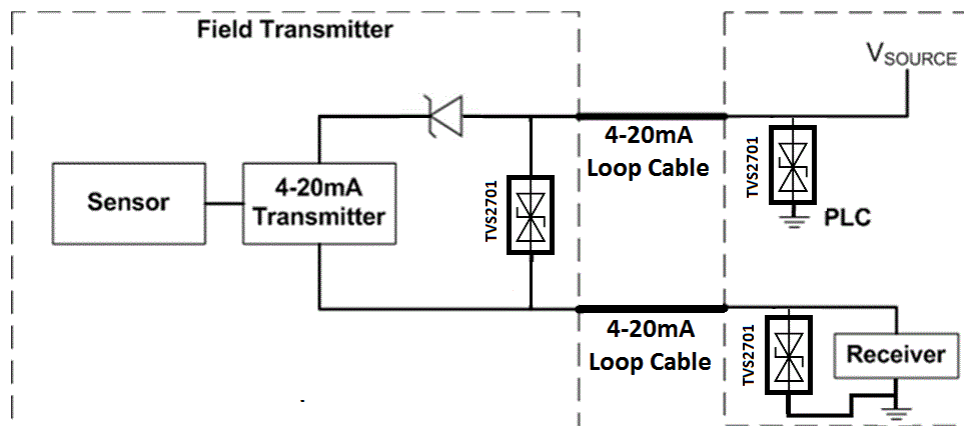 Field Transmitter
V_SOURCE
4-20mA
Loop Cable
TVS2701
PLC
Sensor
4-20mA
Transmitter
TVS2701
4-20mA
Loop Cable
TVS2701
Receiver